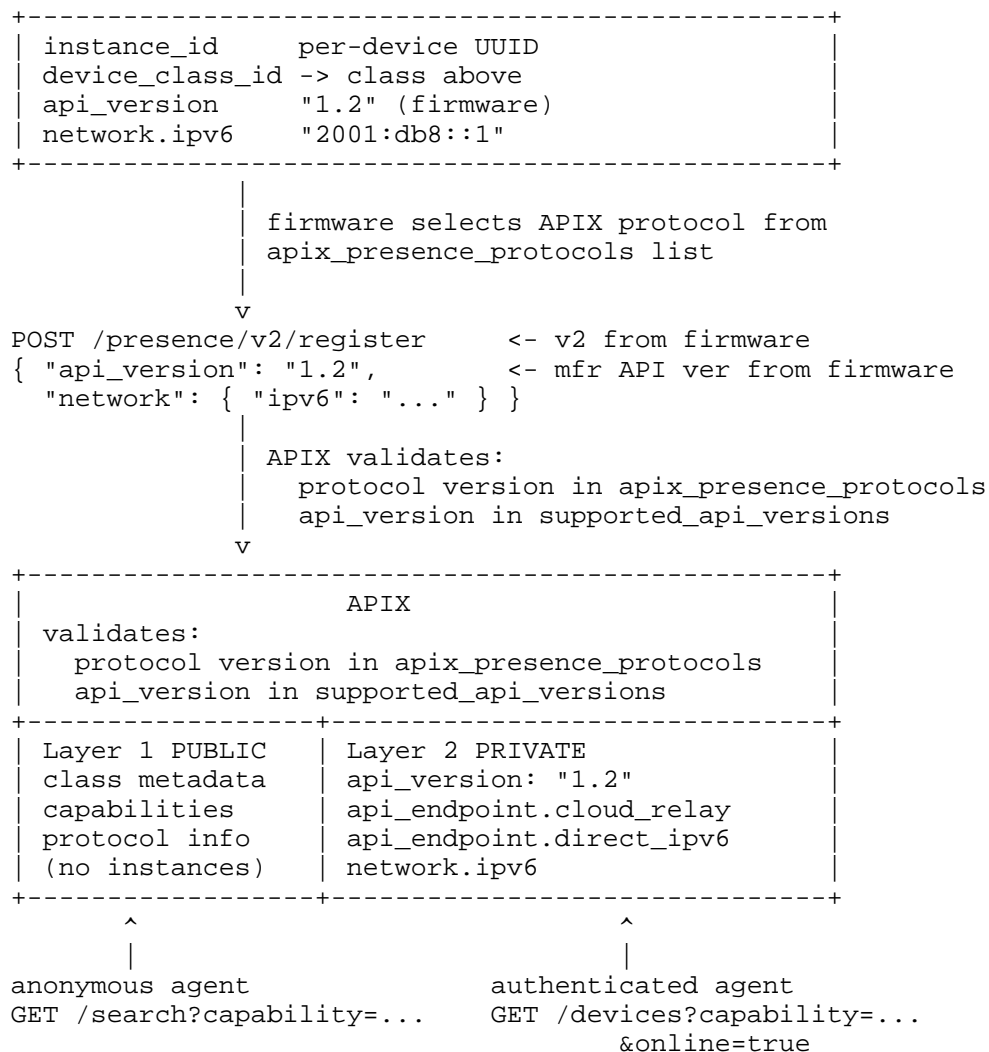 +--------------------------------------------------+
| instance_id     per-device UUID                  |
| device_class_id -> class above                   |
| api_version     "1.2" (firmware)                 |
| network.ipv6    "2001:db8::1"                    |
+--------------------------------------------------+
              |
              | firmware selects APIX protocol from
              | apix_presence_protocols list
              |
              v
POST /presence/v2/register     <- v2 from firmware
{ "api_version": "1.2",        <- mfr API ver from firmware
  "network": { "ipv6": "..." } }
              |
              | APIX validates:
              |   protocol version in apix_presence_protocols
              |   api_version in supported_api_versions
              v
+--------------------------------------------------+
|                    APIX                          |
| validates:                                       |
|   protocol version in apix_presence_protocols    |
|   api_version in supported_api_versions          |
+------------------+-------------------------------+
| Layer 1 PUBLIC   | Layer 2 PRIVATE               |
| class metadata   | api_version: "1.2"            |
| capabilities     | api_endpoint.cloud_relay      |
| protocol info    | api_endpoint.direct_ipv6      |
| (no instances)   | network.ipv6                  |
+------------------+-------------------------------+
       ^                              ^
       |                              |
anonymous agent               authenticated agent
GET /search?capability=...    GET /devices?capability=...
                                      &online=true